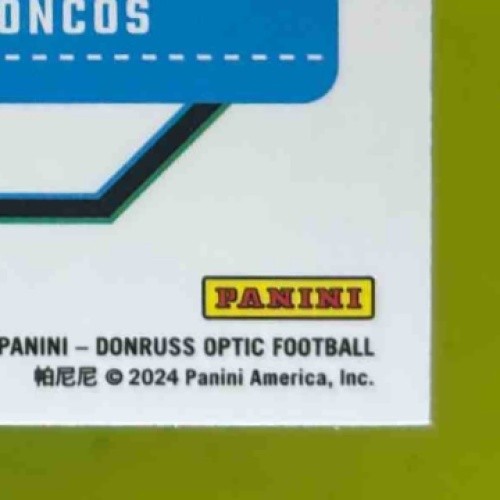 ONCOS
PANINI
PANINI – DONRUSS OPTIC FOOTBALL
帕尼尼 © 2024 Panini America, Inc.